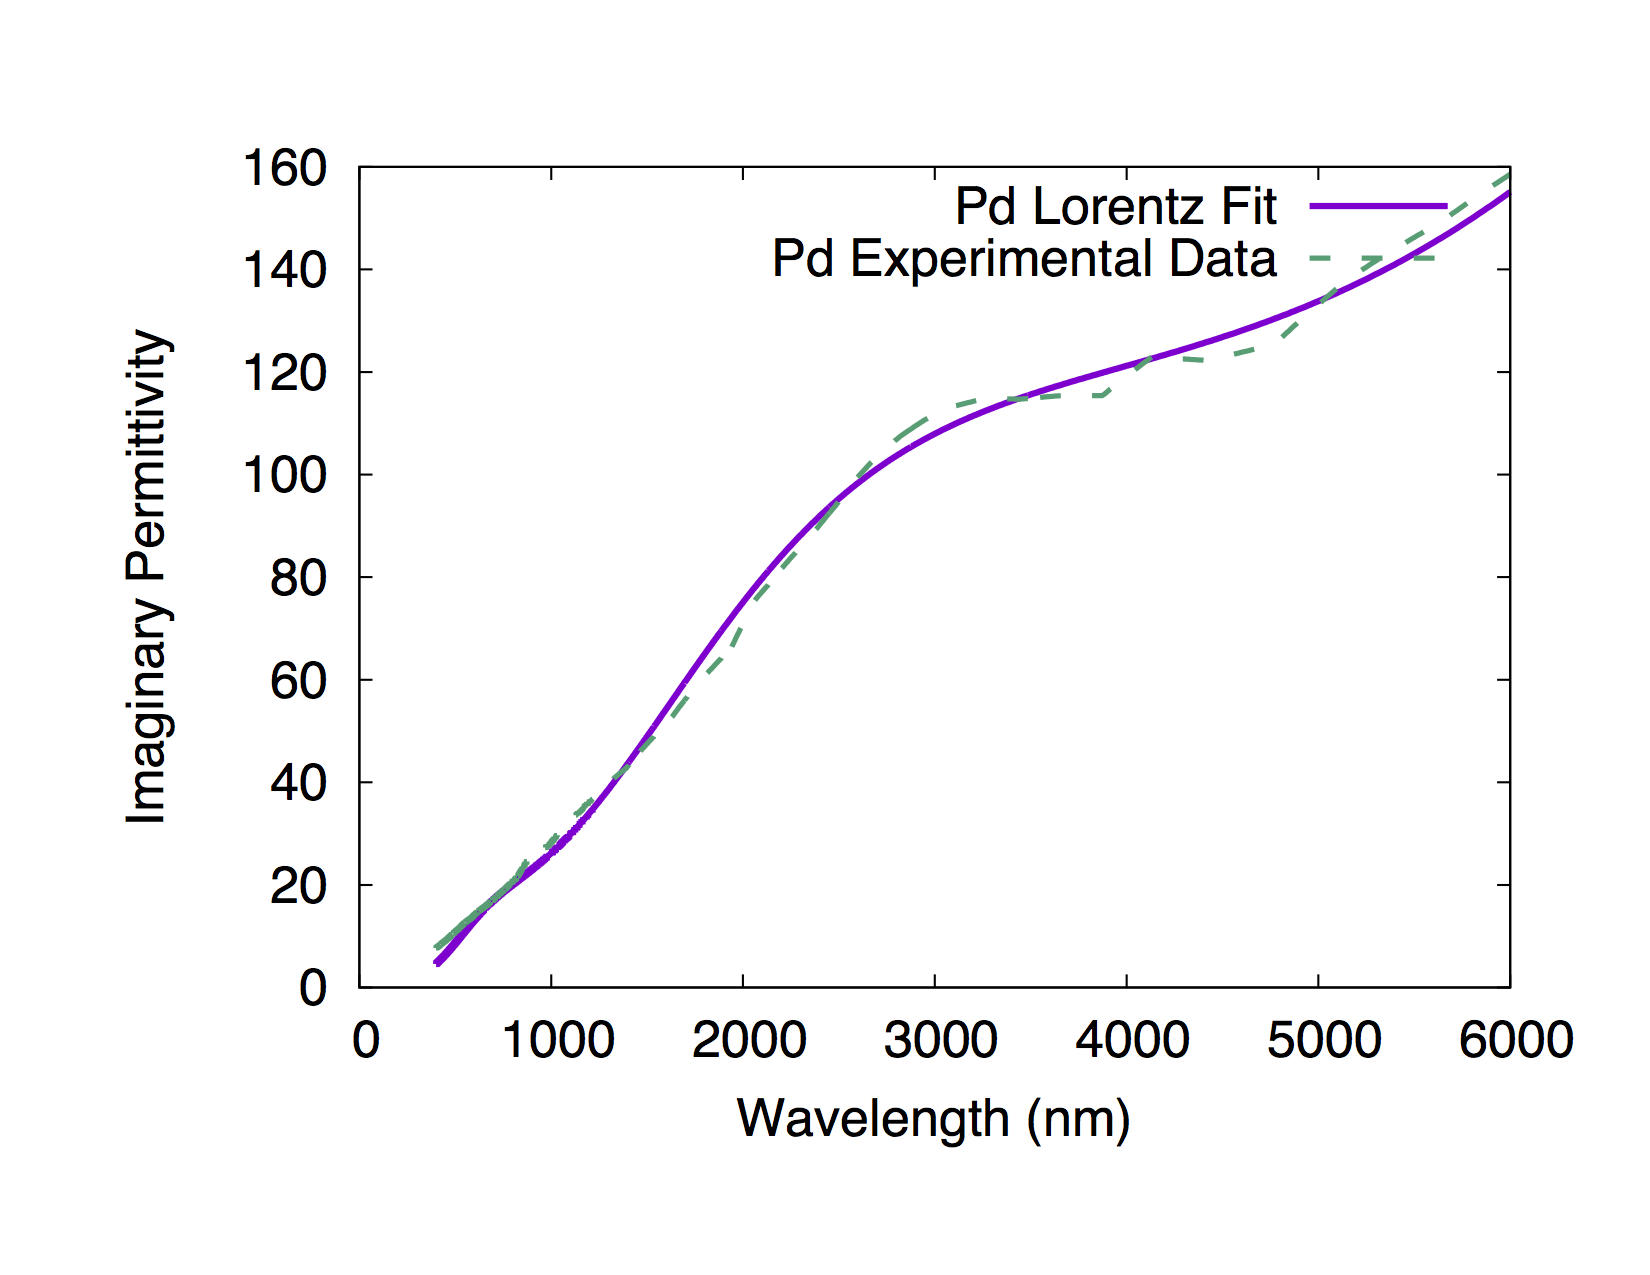 160
140
120
100
80
60
40
20
0
Imaginary Permittivity
Pd Lorentz Fit
Pd Experimental Data
0 1000 2000 3000 4000 5000 6000
Wavelength (nm)